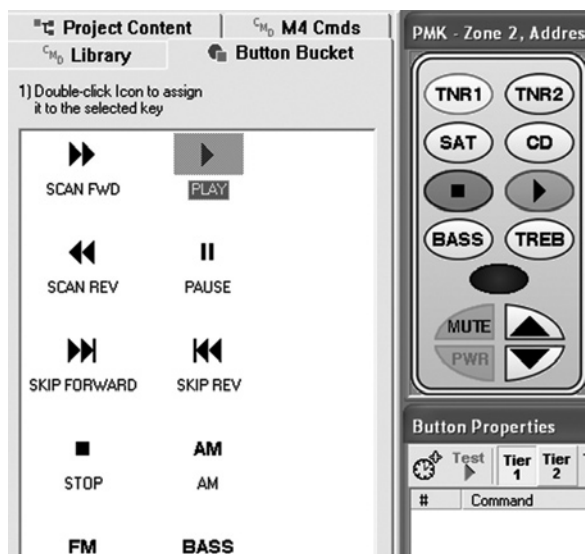 Project Content
CMD M4 Cmds
CMD Library
Button Bucket
1) Double-click Icon to assign
it to the selected key
SCAN FWD
PLAY
SCAN REV
PAUSE
SKIP FORWARD
SKIP REV
AM
STOP
AM
FM
BASS
PMK - Zone 2, Addres
TNR1
TNR2
SAT
CD
BASS
TREB
MUTE
PWR
Button Properties
Test
Tier
1
Tier
2
#
Command